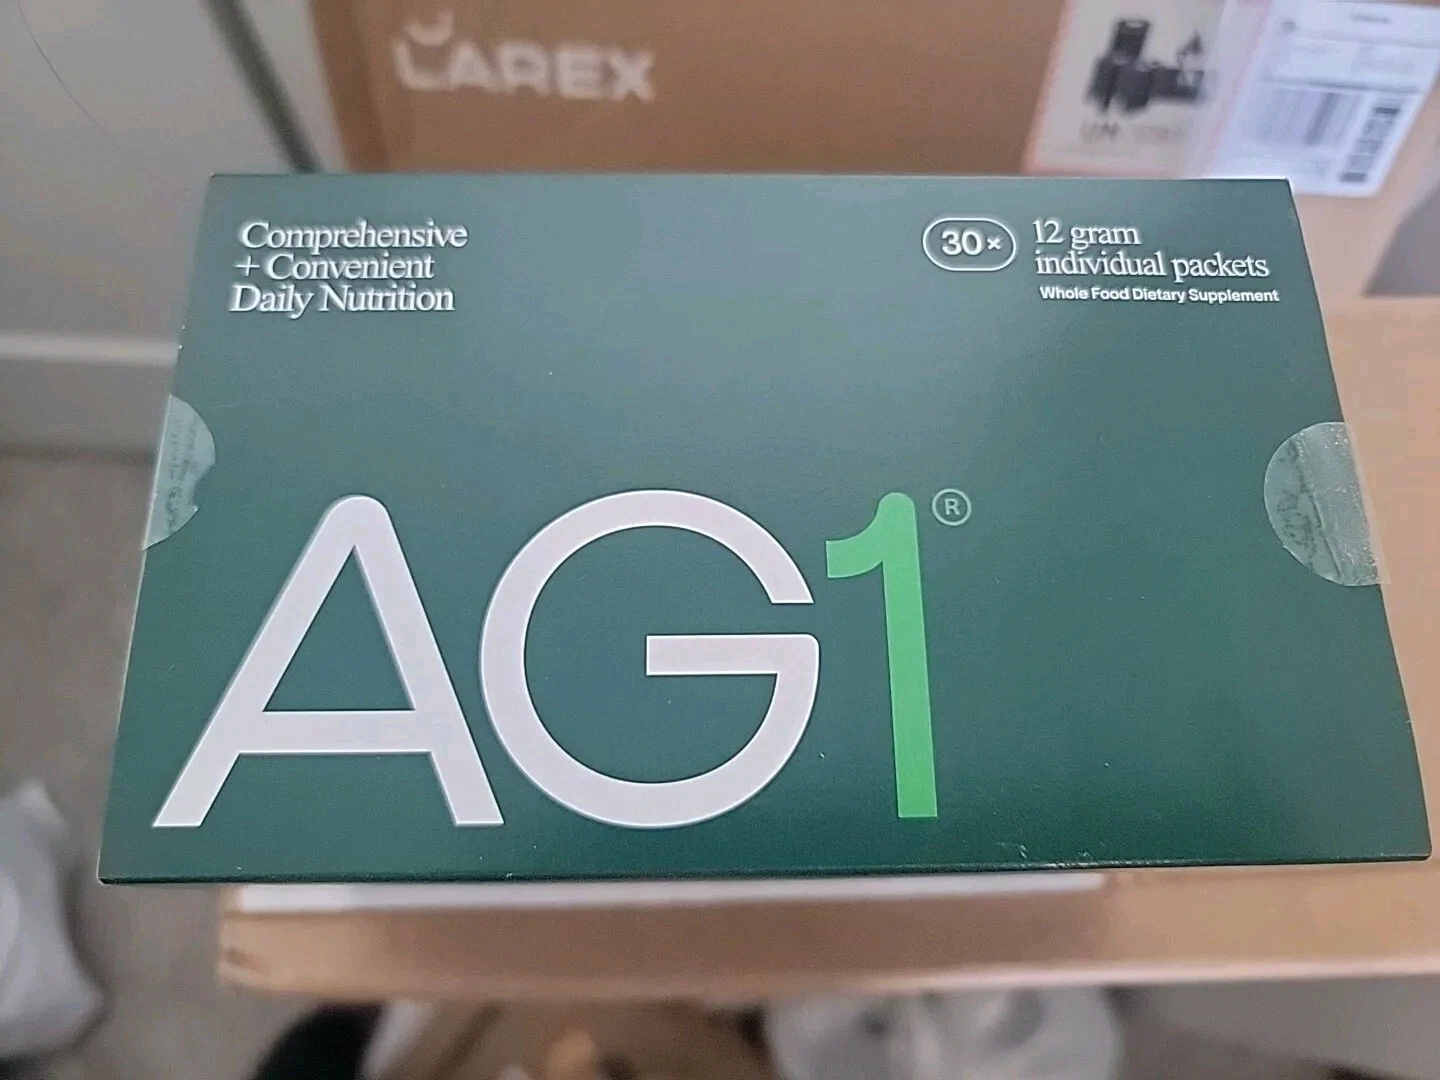 LAREX
Comprehensive
+ Convenient
Daily Nutrition
30×
12 gram
individual packets
Whole Food Dietary Supplement
AG1®